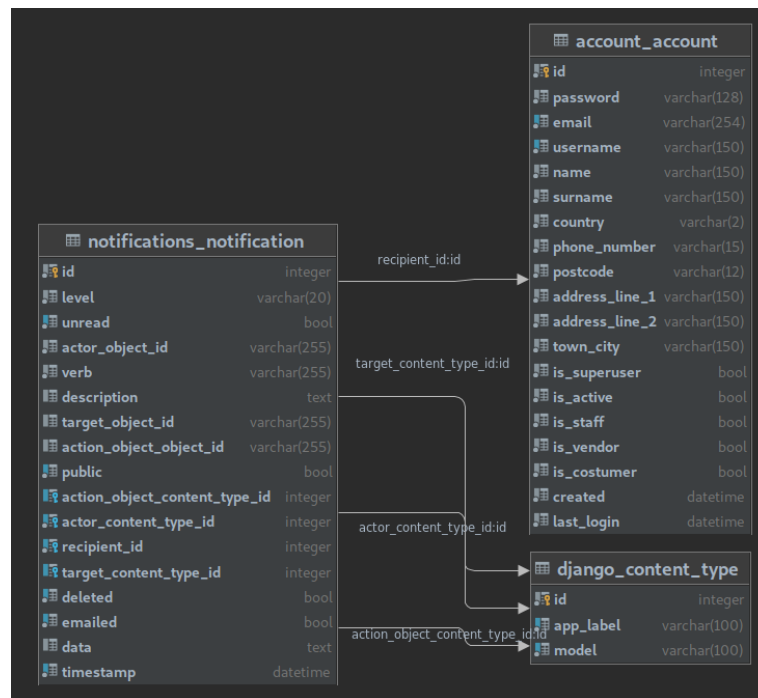 account_account
id integer
password varchar(128)
email varchar(254)
username varchar(150)
name varchar(150)
surname varchar(150)
country varchar(2)
phone_number varchar(15)
postcode varchar(12)
address_line_1 varchar(150)
address_line_2 varchar(150)
town_city varchar(150)
is_superuser bool
is_active bool
is_staff bool
is_vendor bool
is_costumer bool
created datetime
last_login datetime
notifications_notification
id integer
level varchar(20)
unread bool
actor_object_id varchar(255)
verb varchar(255)
description text
target_object_id varchar(255)
action_object_object_id varchar(255)
public bool
action_object_content_type_id integer
actor_content_type_id integer
recipient_id integer
target_content_type_id integer
deleted bool
emailed bool
data text
timestamp datetime
recipient_id:id
target_content_type_id:id
actor_content_type_id:id
action_object_content_type_id:id
django_content_type
id integer
app_label varchar(100)
model varchar(100)